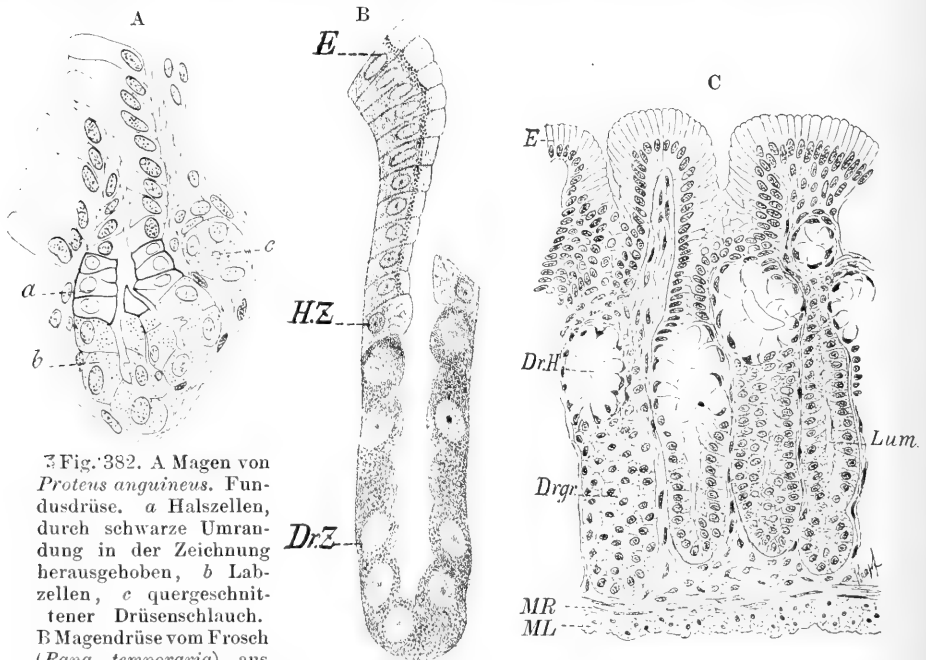 A
B
C
E
E
c
a
H.Z
b
Dr.H
Lum.
Drgr.
Dr.Z
MR
ML
Fig. 382. A Magen von
Proteus anguineus. Fun-
dusdrüse. a Halszellen,
durch schwarze Umran-
dung in der Zeichnung
herausgehoben, b Lab-
zellen, c quergeschnit-
tener Drüsenschlauch.
B Magendrüse vom Frosch
(Rana temporaria) aus